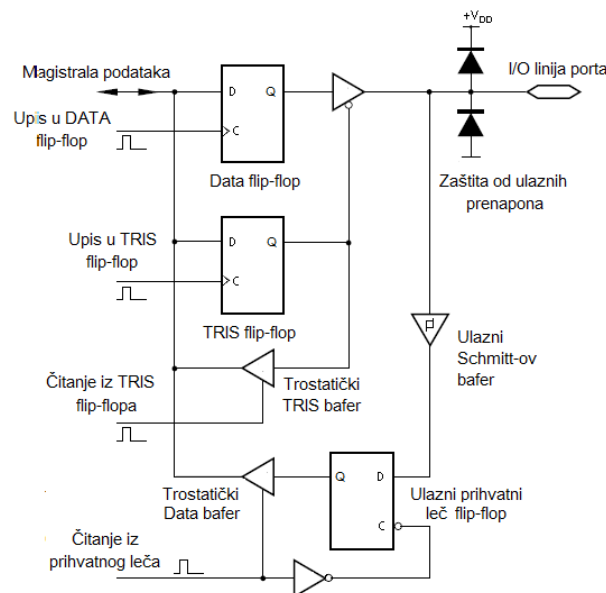 +VDD
Magistrala podataka
I/O linija porta
D
Q
Upis u DATA
flip-flop
C
Data flip-flop
Zaštita od ulaznih
prenapona
Upis u TRIS
flip-flop
D
Q
C
TRIS flip-flop
Ulazni
Schmitt-ov
bafer
Čitanje iz TRIS
flip-flopa
Trostatički
TRIS bafer
Q
D
C
Trostatički
Data bafer
Ulazni prihvatni
leč flip-flop
Čitanje iz
prihvatnog leča